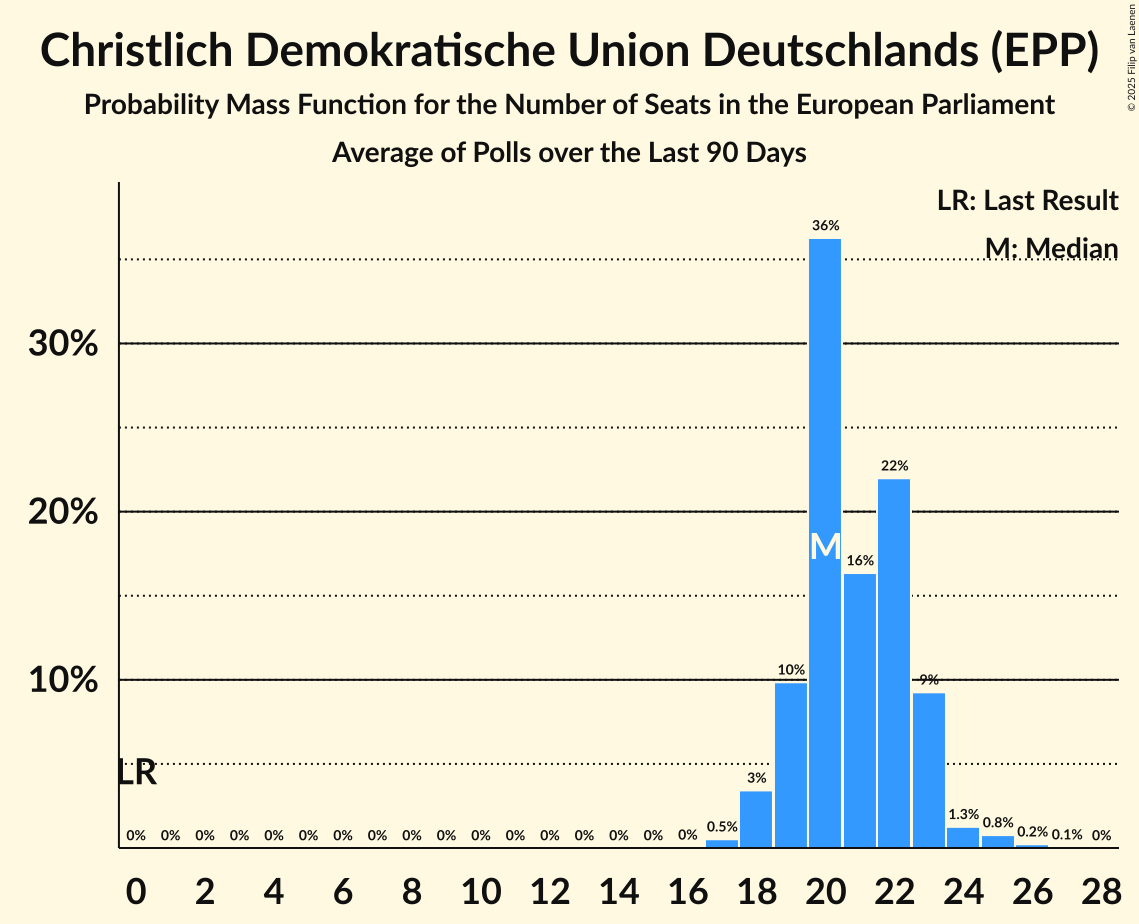 Christlich Demokratische Union Deutschlands (EPP)
Probability Mass Function for the Number of Seats in the European Parliament
Average of Polls over the Last 90 Days
© 2025 Filip van Laenen
LR: Last Result
M: Median
36%
30%
22%
20%
M
16%
10%
10%
9%
LR
3%
1.3%
0.8%
0.5%
0.2%
0.1%
0% 0% 0% 0% 0% 0% 0% 0% 0% 0% 0% 0% 0% 0% 0% 0% 0% 0%
0 2 4 6 8 10 12 14 16 18 20 22 24 26 28